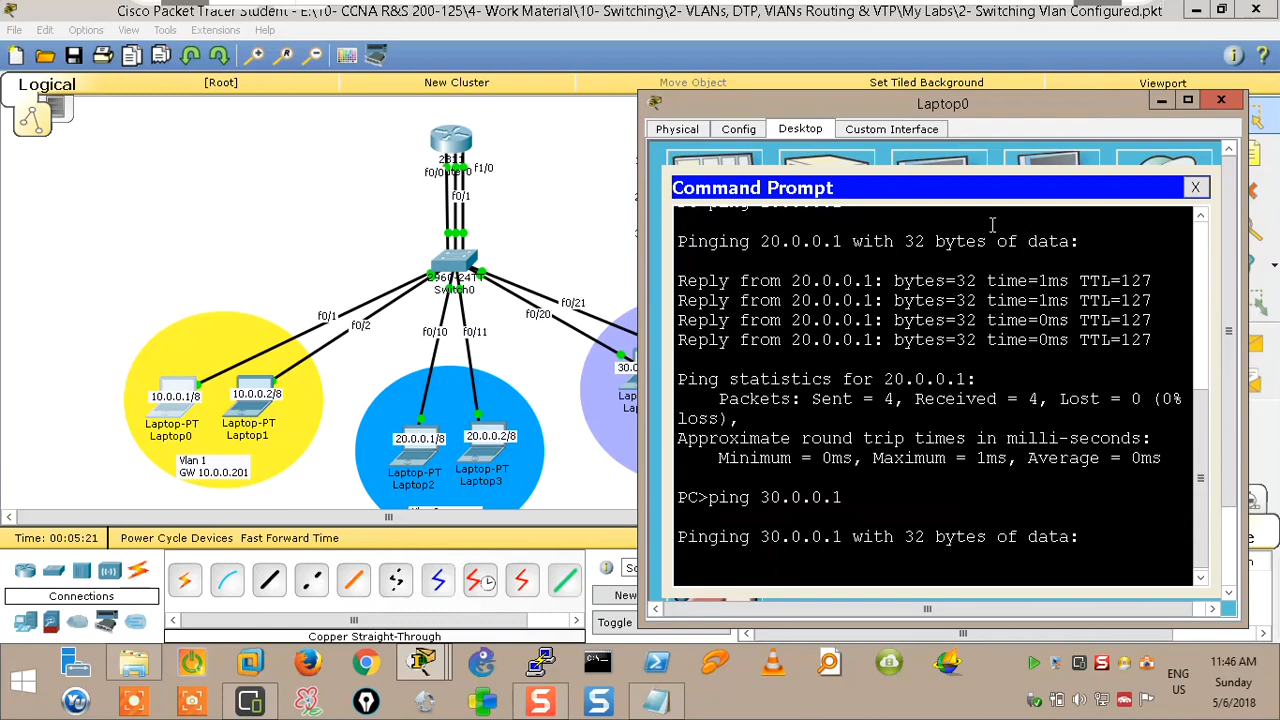 Cisco Packet Tracer Student - E:\10- CCNA R&S 200-125\4- Work Material\10- Switching\2- VLANs, DTP, VlANs Routing & VTP\My Labs\2- Switching Vlan Configured.pkt
File Edit Options View Tools Extensions Help
Logical
[Root]
New Cluster
Move Object
Set Tiled Background
Viewport
Laptop0
Physical
Config
Desktop
Custom Interface
Command Prompt
X
Pinging 20.0.0.1 with 32 bytes of data:
Reply from 20.0.0.1: bytes=32 time=1ms TTL=127
Reply from 20.0.0.1: bytes=32 time=1ms TTL=127
Reply from 20.0.0.1: bytes=32 time=0ms TTL=127
Reply from 20.0.0.1: bytes=32 time=0ms TTL=127
Ping statistics for 20.0.0.1:
Packets: Sent = 4, Received = 4, Lost = 0 (0%
loss),
Approximate round trip times in milli-seconds:
Minimum = 0ms, Maximum = 1ms, Average = 0ms
PC>ping 30.0.0.1
Pinging 30.0.0.1 with 32 bytes of data:
2811
f0/0
f1/0
f0/1
2960-24TT
Switch0
f0/1
f0/2
f0/10
f0/11
f0/20
f0/21
10.0.0.1/8
Laptop-PT
Laptop0
10.0.0.2/8
Laptop-PT
Laptop1
Vlan 1
GW 10.0.0.201
20.0.0.1/8
Laptop-PT
Laptop2
20.0.0.2/8
Laptop-PT
Laptop3
Time: 00:05:21
Power Cycle Devices Fast Forward Time
Connections
Copper Straight-Through
New
Toggle
ENG
US
11:46 AM
Sunday
5/6/2018